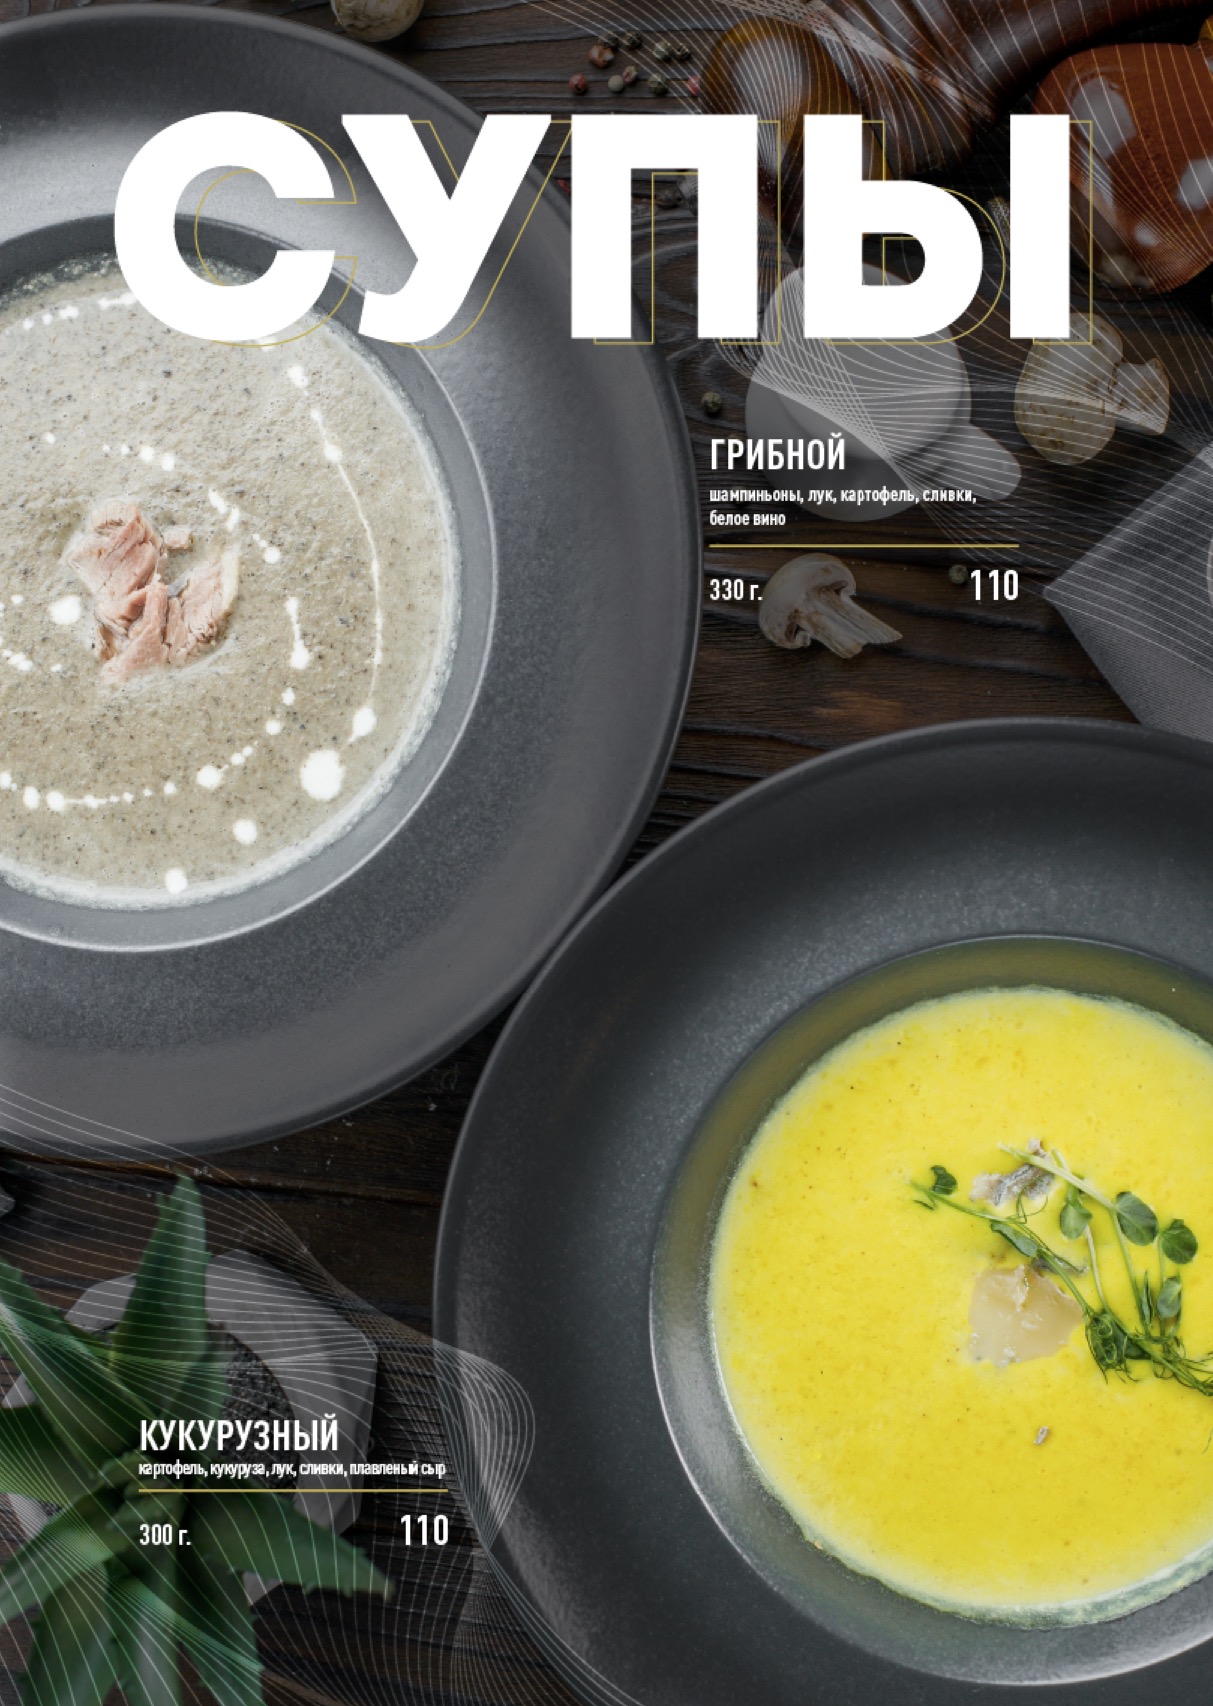 СУПЫ
ГРИБНОЙ
шампиньоны, лук, картофель, сливки,
белое вино
330 г.
110
КУКУРУЗНЫЙ
картофель, кукуруза, лук, сливки, плавленый сыр
300 г.
110